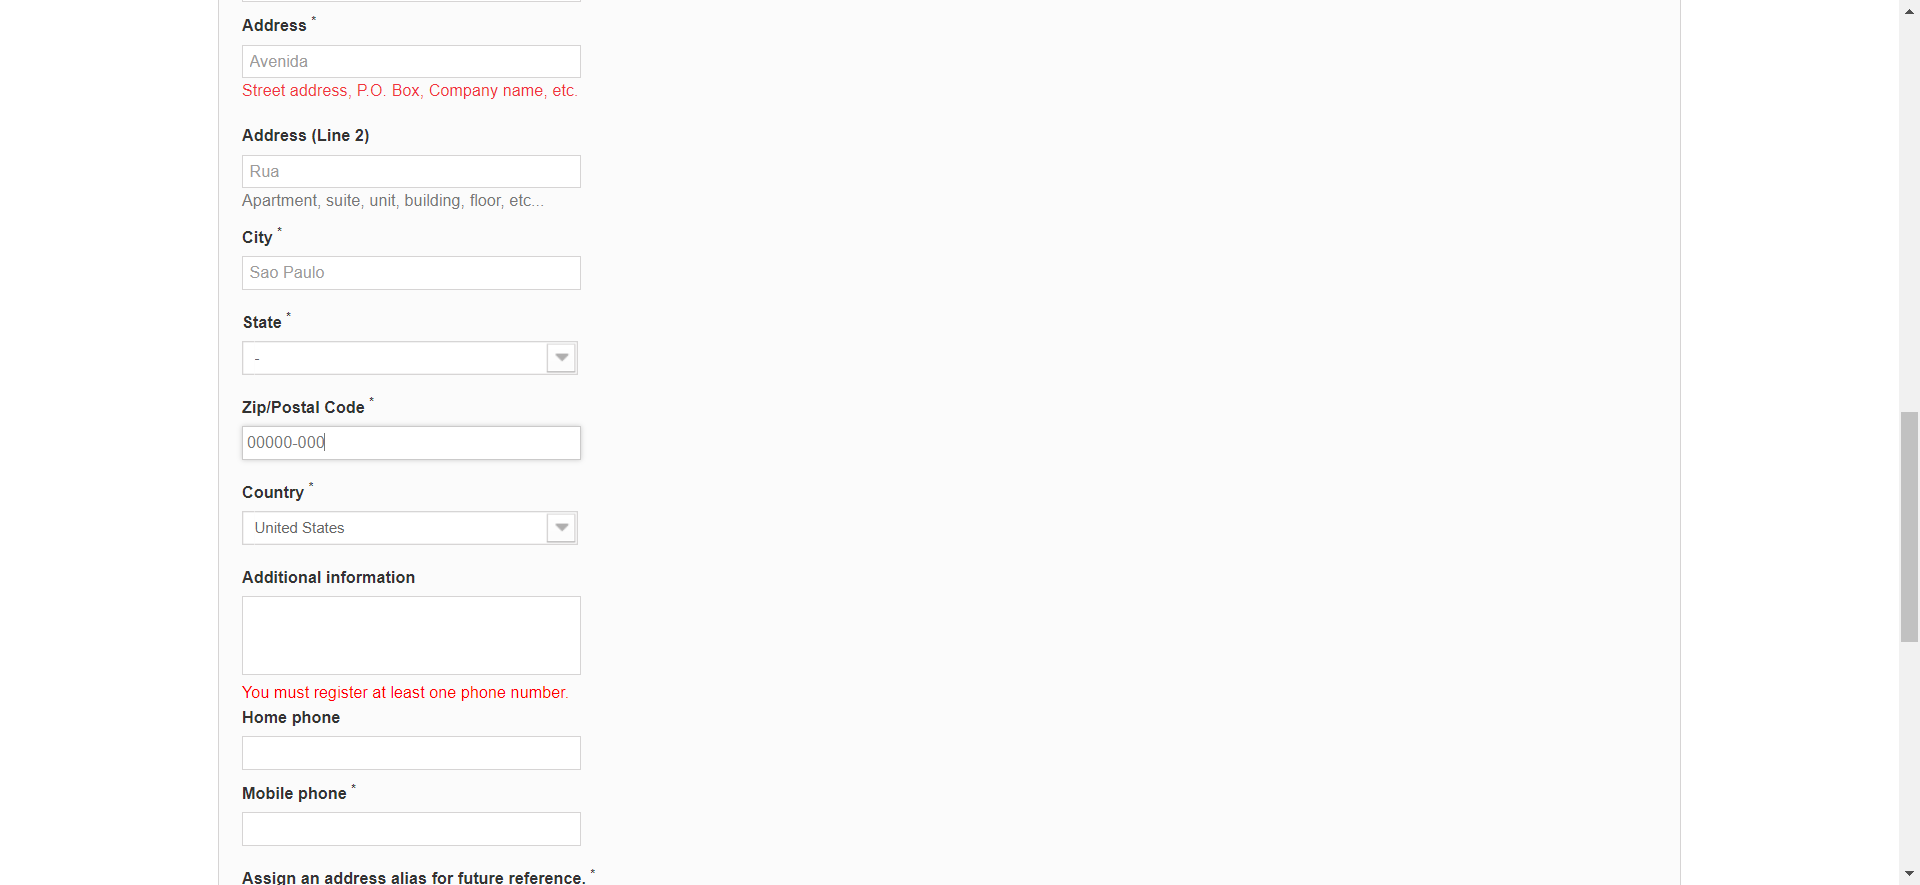 Address *
Avenida
Street address, P.O. Box, Company name, etc.
Address (Line 2)
Rua
Apartment, suite, unit, building, floor, etc...
City *
Sao Paulo
State *
-
Zip/Postal Code *
00000-000
Country *
United States
Additional information
You must register at least one phone number.
Home phone
Mobile phone *
Assign an address alias for future reference. *